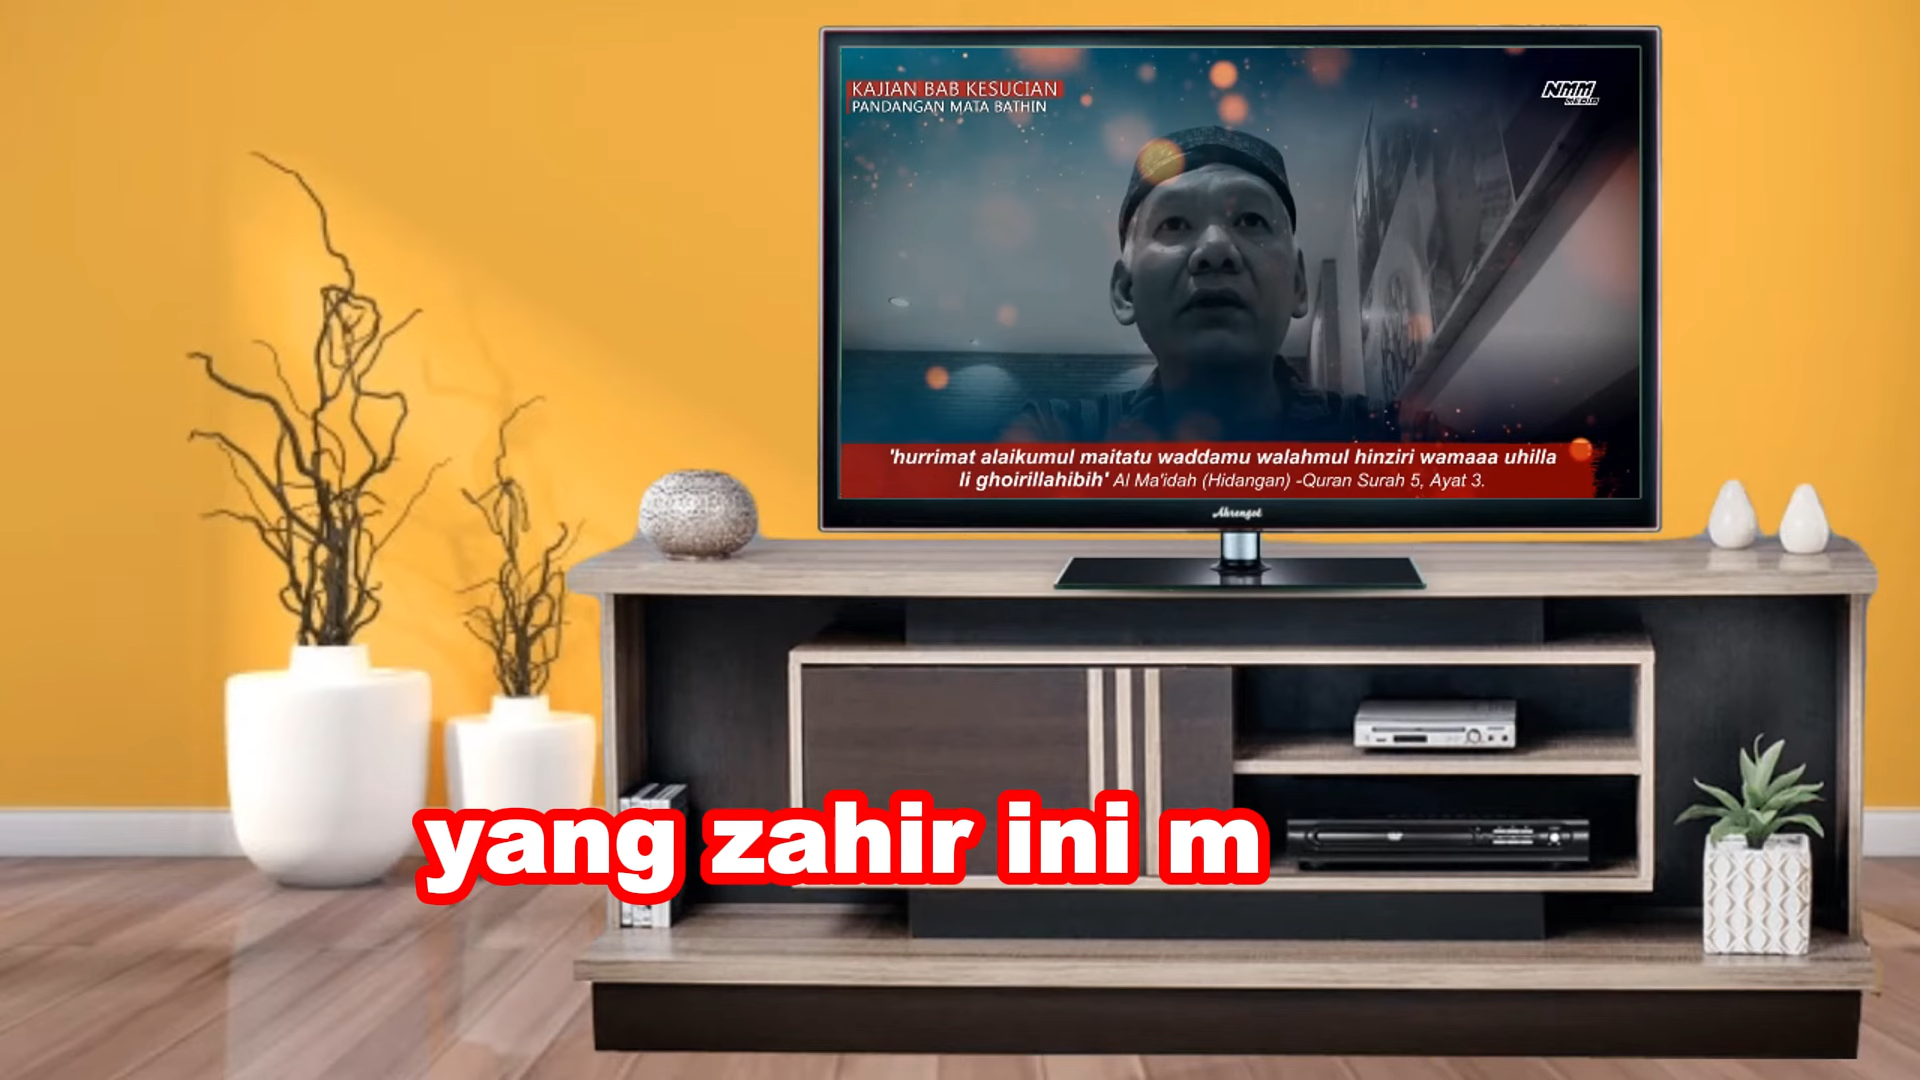 KAJIAN BAB KESUCIAN
PANDANGAN MATA BATHIN
NMM
MEDIA
'hurrimat alaikumul maitatu waddamu walahmul hinziri wamaaa uhilla
li ghoirillahibih' Al Ma'idah (Hidangan) -Quran Surah 5, Ayat 3.
yang zahir ini m